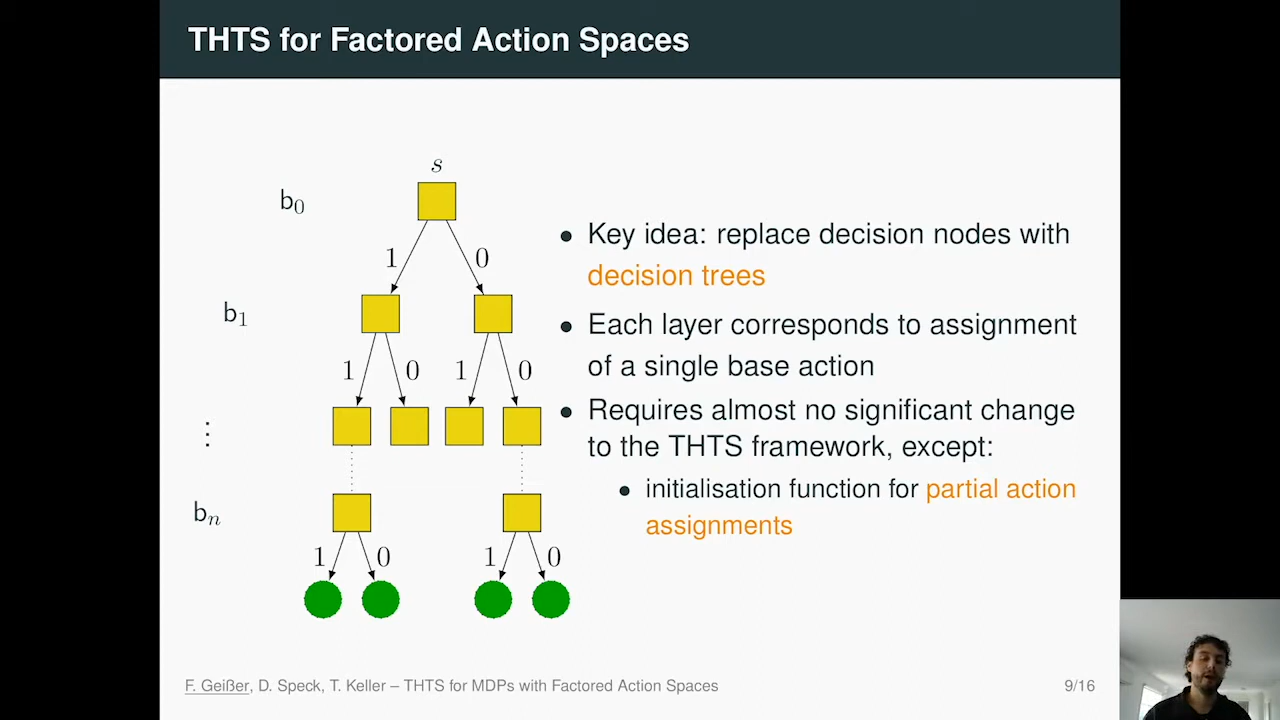 THTS for Factored Action Spaces
s
b0
1 0
b1
1 0 1 0
⋮
bn
1 0 1 0
• Key idea: replace decision nodes with
decision trees
• Each layer corresponds to assignment
of a single base action
• Requires almost no significant change
to the THTS framework, except:
• initialisation function for partial action
assignments
F. Geißer, D. Speck, T. Keller – THTS for MDPs with Factored Action Spaces
9/16